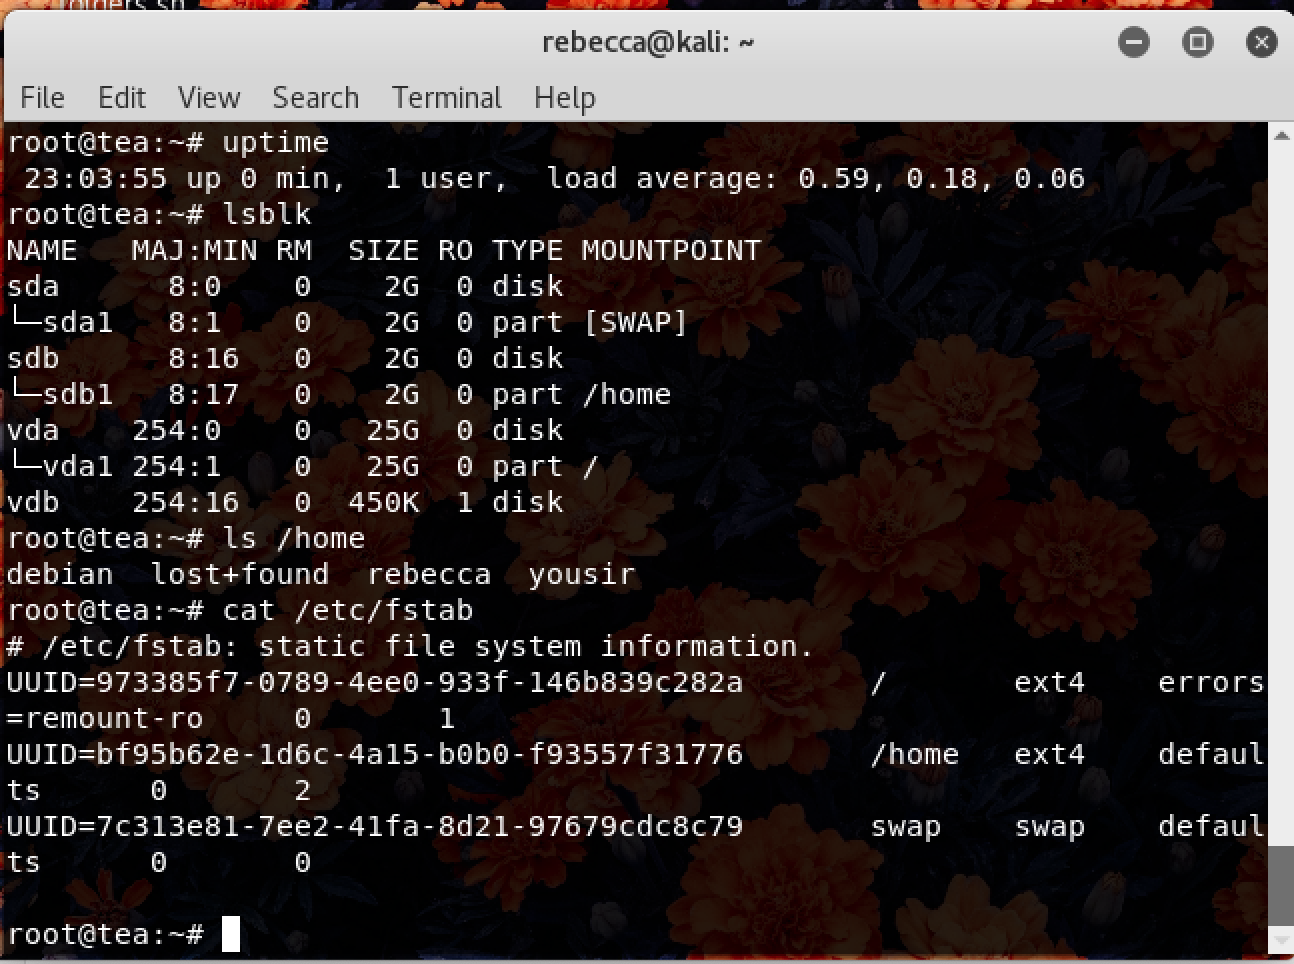 rebecca@kali: ~
File Edit View Search Terminal Help
root@tea:~# uptime
 23:03:55 up 0 min,  1 user,  load average: 0.59, 0.18, 0.06
root@tea:~# lsblk
NAME   MAJ:MIN RM   SIZE RO TYPE MOUNTPOINT
sda      8:0    0     2G  0 disk
└─sda1   8:1    0     2G  0 part [SWAP]
sdb      8:16   0     2G  0 disk
└─sdb1   8:17   0     2G  0 part /home
vda    254:0    0    25G  0 disk
└─vda1 254:1    0    25G  0 part /
vdb    254:16   0   450K  1 disk
root@tea:~# ls /home
debian  lost+found  rebecca  yousir
root@tea:~# cat /etc/fstab
# /etc/fstab: static file system information.
UUID=973385f7-0789-4ee0-933f-146b839c282a       /       ext4    errors
=remount-ro     0       1
UUID=bf95b62e-1d6c-4a15-b0b0-f93557f31776       /home   ext4    defaul
ts      0       2
UUID=7c313e81-7ee2-41fa-8d21-97679cdc8c79       swap    swap    defaul
ts      0       0
root@tea:~#